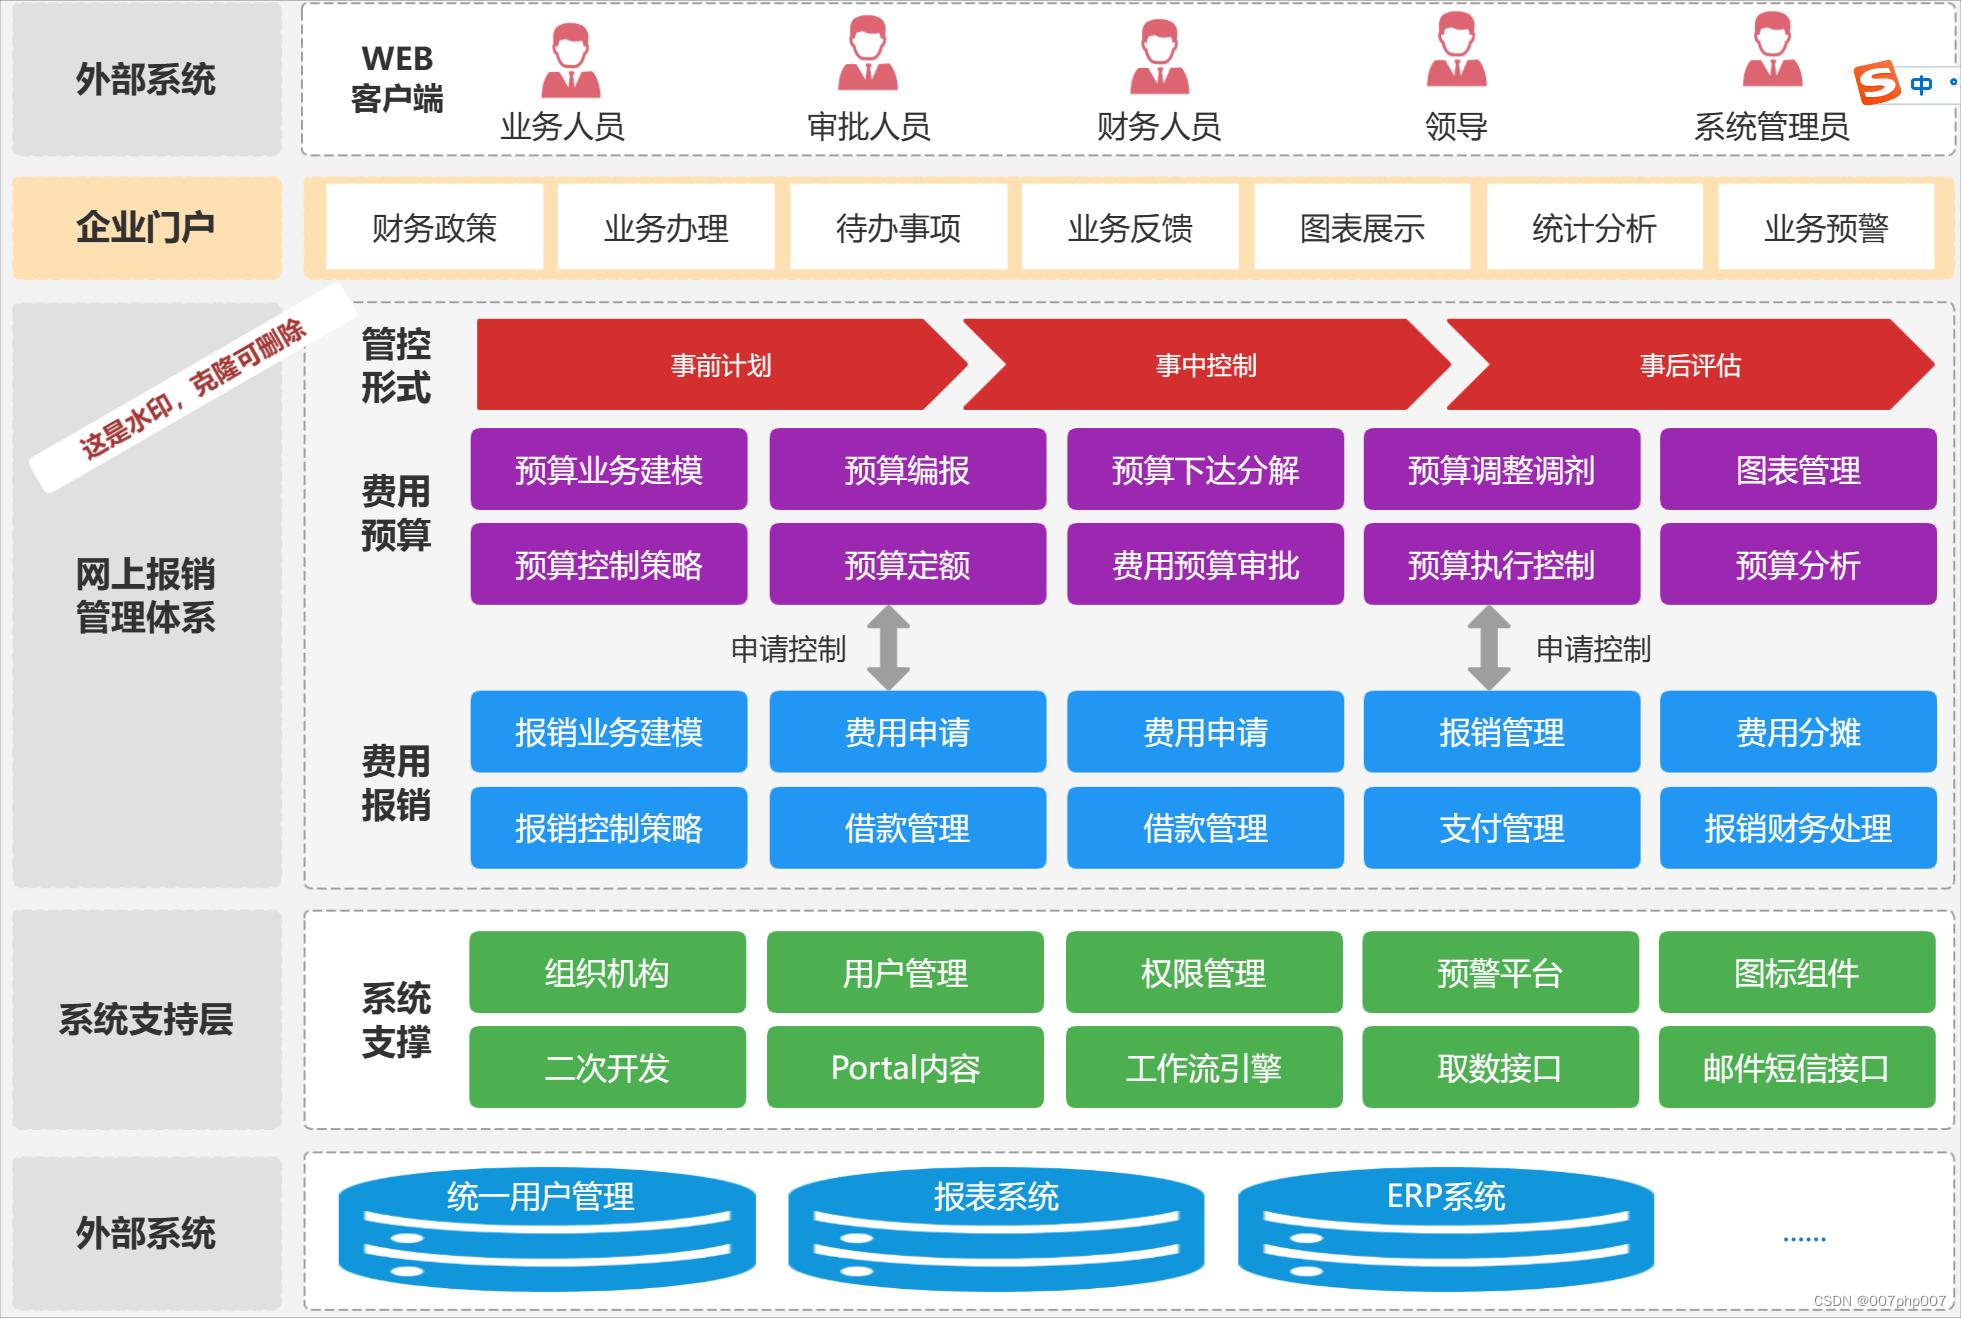 外部系统
WEB
客户端
业务人员
审批人员
财务人员
领导
系统管理员
中
企业门户
财务政策
业务办理
待办事项
业务反馈
图表展示
统计分析
业务预警
这是水印，克隆可删除
网上报销
管理体系
管控
形式
事前计划
事中控制
事后评估
费用
预算
预算业务建模
预算编报
预算下达分解
预算调整调剂
图表管理
预算控制策略
预算定额
费用预算审批
预算执行控制
预算分析
申请控制
申请控制
费用
报销
报销业务建模
费用申请
费用申请
报销管理
费用分摊
报销控制策略
借款管理
借款管理
支付管理
报销财务处理
系统支持层
系统
支撑
组织机构
用户管理
权限管理
预警平台
图标组件
二次开发
Portal内容
工作流引擎
取数接口
邮件短信接口
外部系统
统一用户管理
报表系统
ERP系统
......
CSDN @007php007